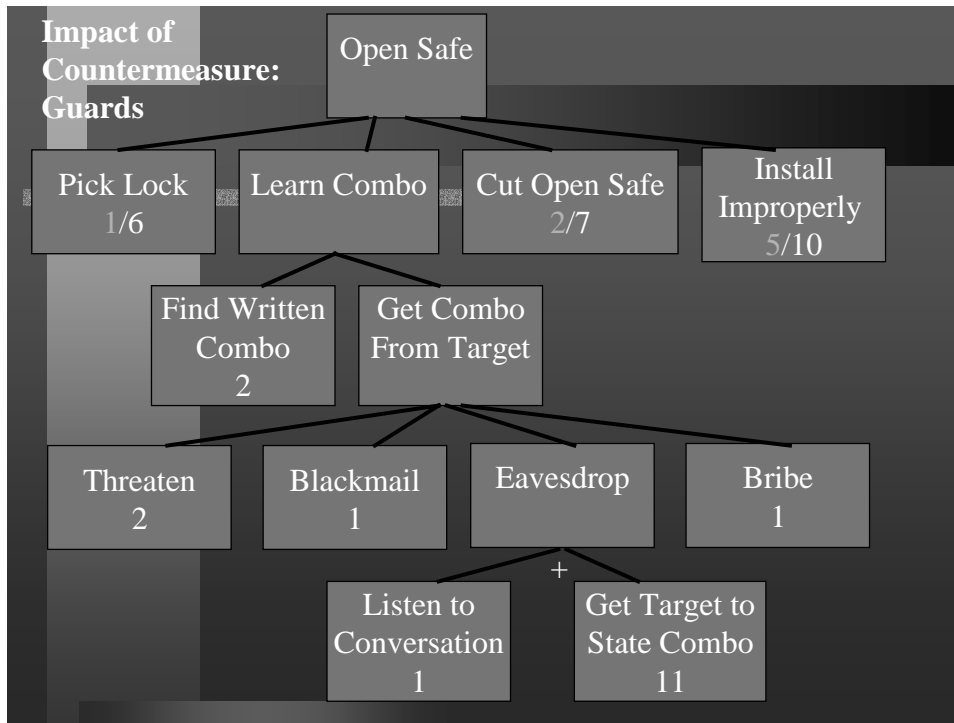 Impact of
Countermeasure:
Guards
Open Safe
Pick Lock
1/6
Learn Combo
Cut Open Safe
2/7
Install
Improperly
5/10
Find Written
Combo
2
Get Combo
From Target
Threaten
2
Blackmail
1
Eavesdrop
Bribe
1
+
Listen to
Conversation
1
Get Target to
State Combo
11